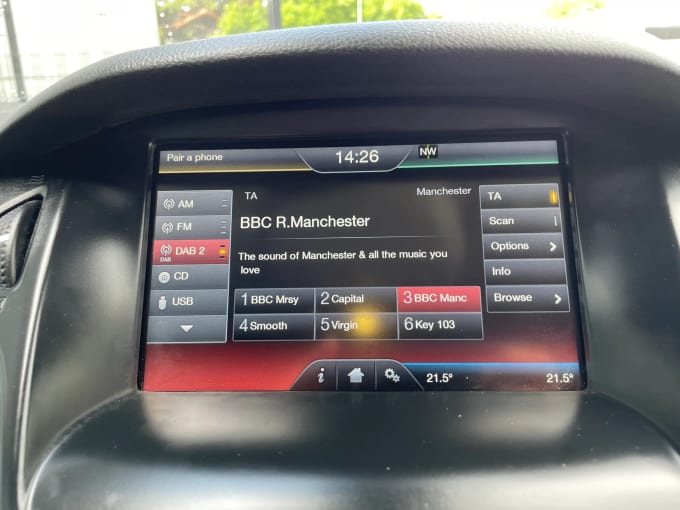 Pair a phone
14:26
NW
AM
FM
DAB 2
DAB
CD
USB
TA
Manchester
BBC R.Manchester
The sound of Manchester & all the music you
love
1 BBC Mrsy
2 Capital
3 BBC Manc
4 Smooth
5 Virgin
6 Key 103
TA
Scan
Options
Info
Browse
i
21.5°
21.5°